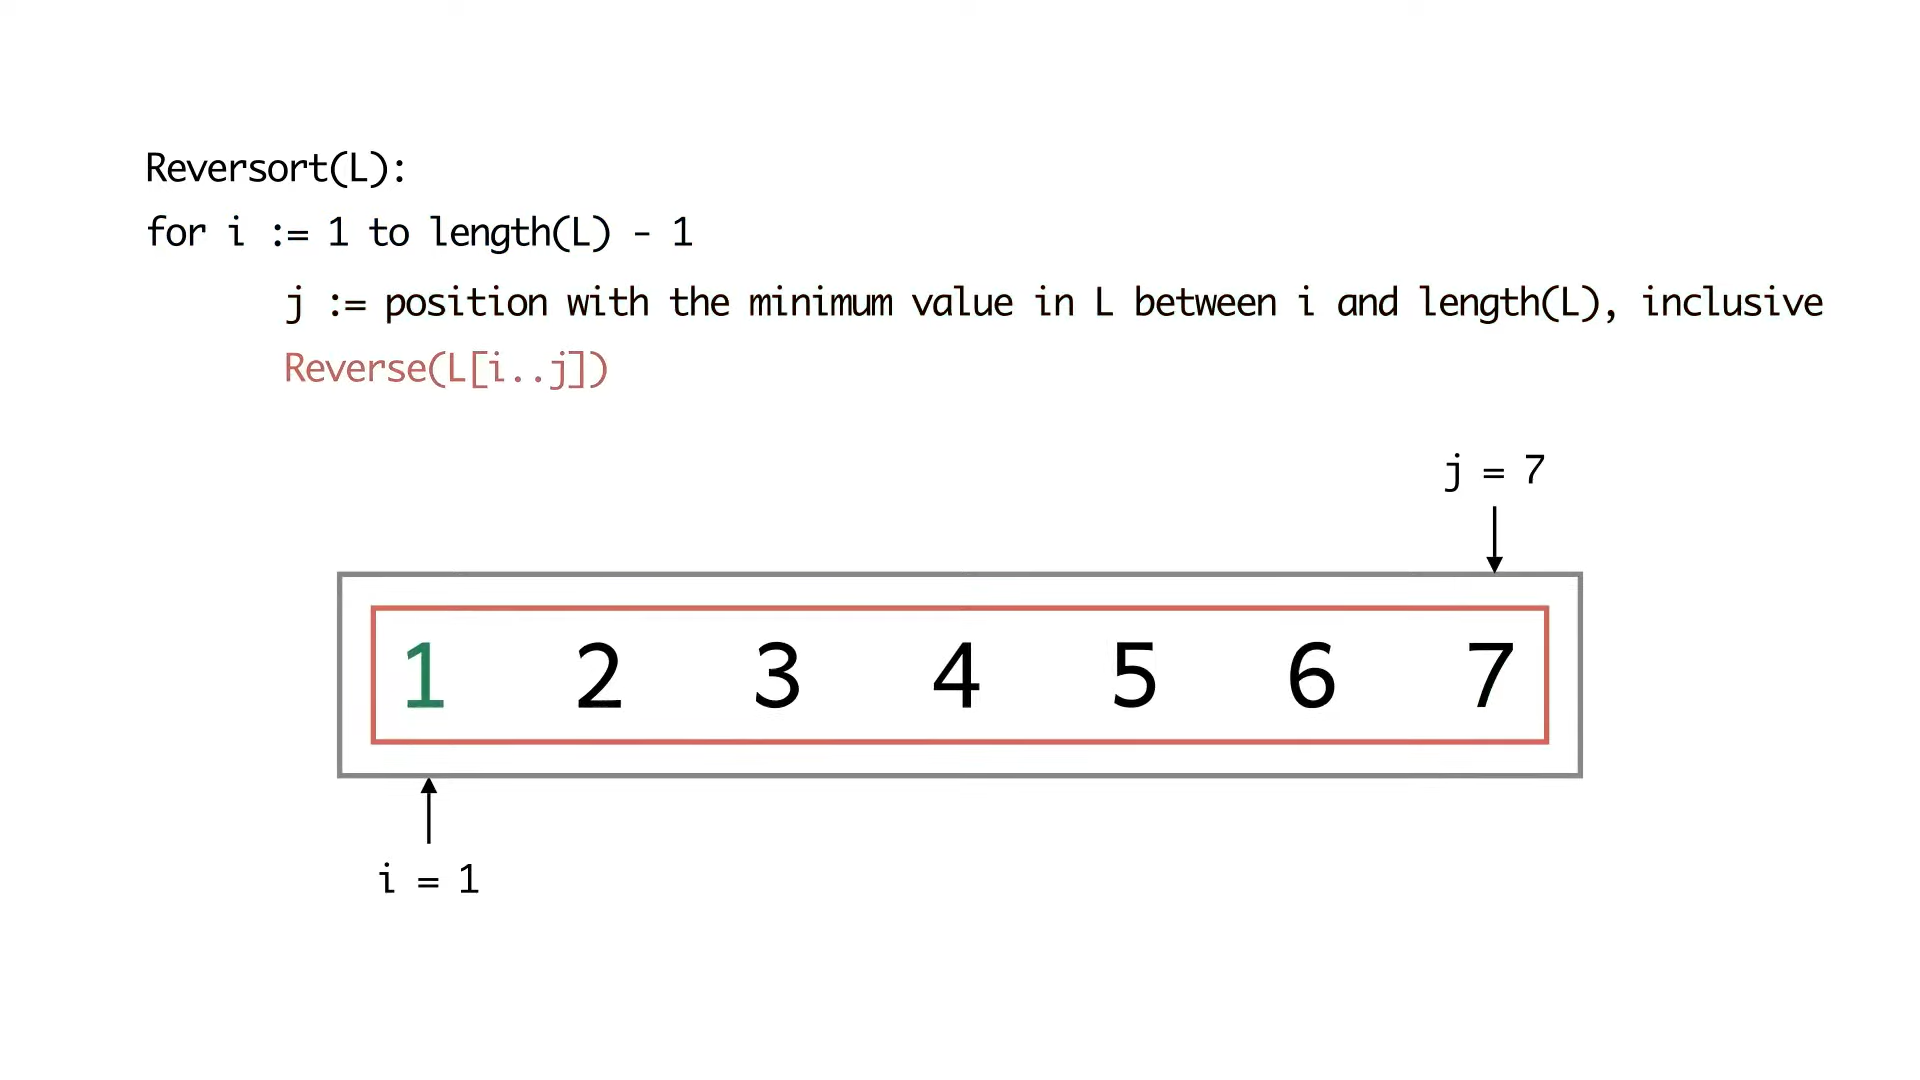 Reversort(L):
for i := 1 to length(L) - 1
j := position with the minimum value in L between i and length(L), inclusive
Reverse(L[i..j])
j = 7
1 2 3 4 5 6 7
i = 1